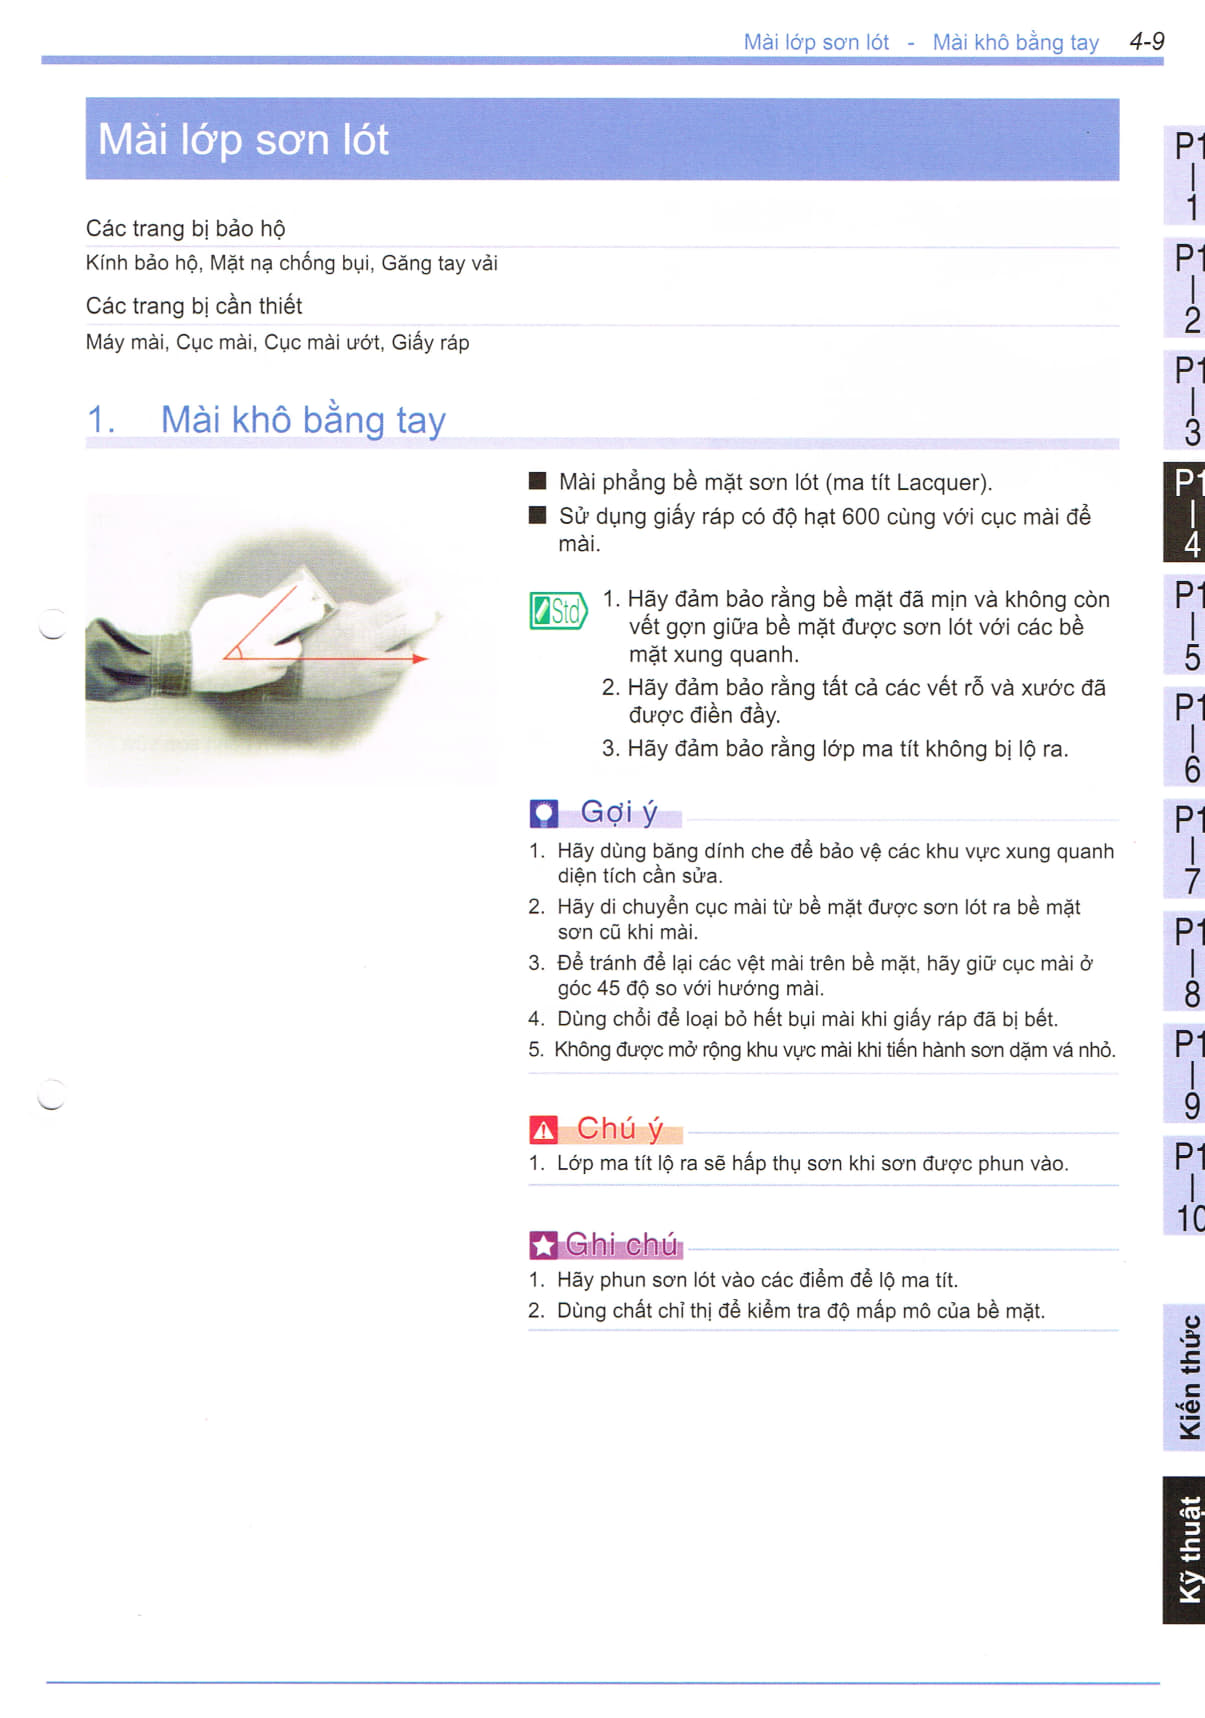 Mài lớp sơn lót - Mài khô bằng tay 4-9
Mài lớp sơn lót
Các trang bị bảo hộ
Kính bảo hộ, Mặt nạ chống bụi, Găng tay vải
Các trang bị cần thiết
Máy mài, Cục mài, Cục mài ướt, Giấy ráp
1. Mài khô bằng tay
■ Mài phẳng bề mặt sơn lót (ma tít Lacquer).
■ Sử dụng giấy ráp có độ hạt 600 cùng với cục mài để
mài.
Std
1. Hãy đảm bảo rằng bề mặt đã mịn và không còn
vết gợn giữa bề mặt được sơn lót với các bề
mặt xung quanh.
2. Hãy đảm bảo rằng tất cả các vết rỗ và xước đã
được điền đầy.
3. Hãy đảm bảo rằng lớp ma tít không bị lộ ra.
Gợi ý
1. Hãy dùng băng dính che để bảo vệ các khu vực xung quanh
diện tích cần sửa.
2. Hãy di chuyển cục mài từ bề mặt được sơn lót ra bề mặt
sơn cũ khi mài.
3. Để tránh để lại các vệt mài trên bề mặt, hãy giữ cục mài ở
góc 45 độ so với hướng mài.
4. Dùng chổi để loại bỏ hết bụi mài khi giấy ráp đã bị bết.
5. Không được mở rộng khu vực mài khi tiến hành sơn dặm vá nhỏ.
Chú ý
1. Lớp ma tít lộ ra sẽ hấp thụ sơn khi sơn được phun vào.
Ghi chú
1. Hãy phun sơn lót vào các điểm để lộ ma tít.
2. Dùng chất chỉ thị để kiểm tra độ mấp mô của bề mặt.
P1
1
P1
2
P1
3
P1
4
P1
5
P1
6
P1
7
P1
8
P1
9
P1
10
Kiến thức
Kỹ thuật